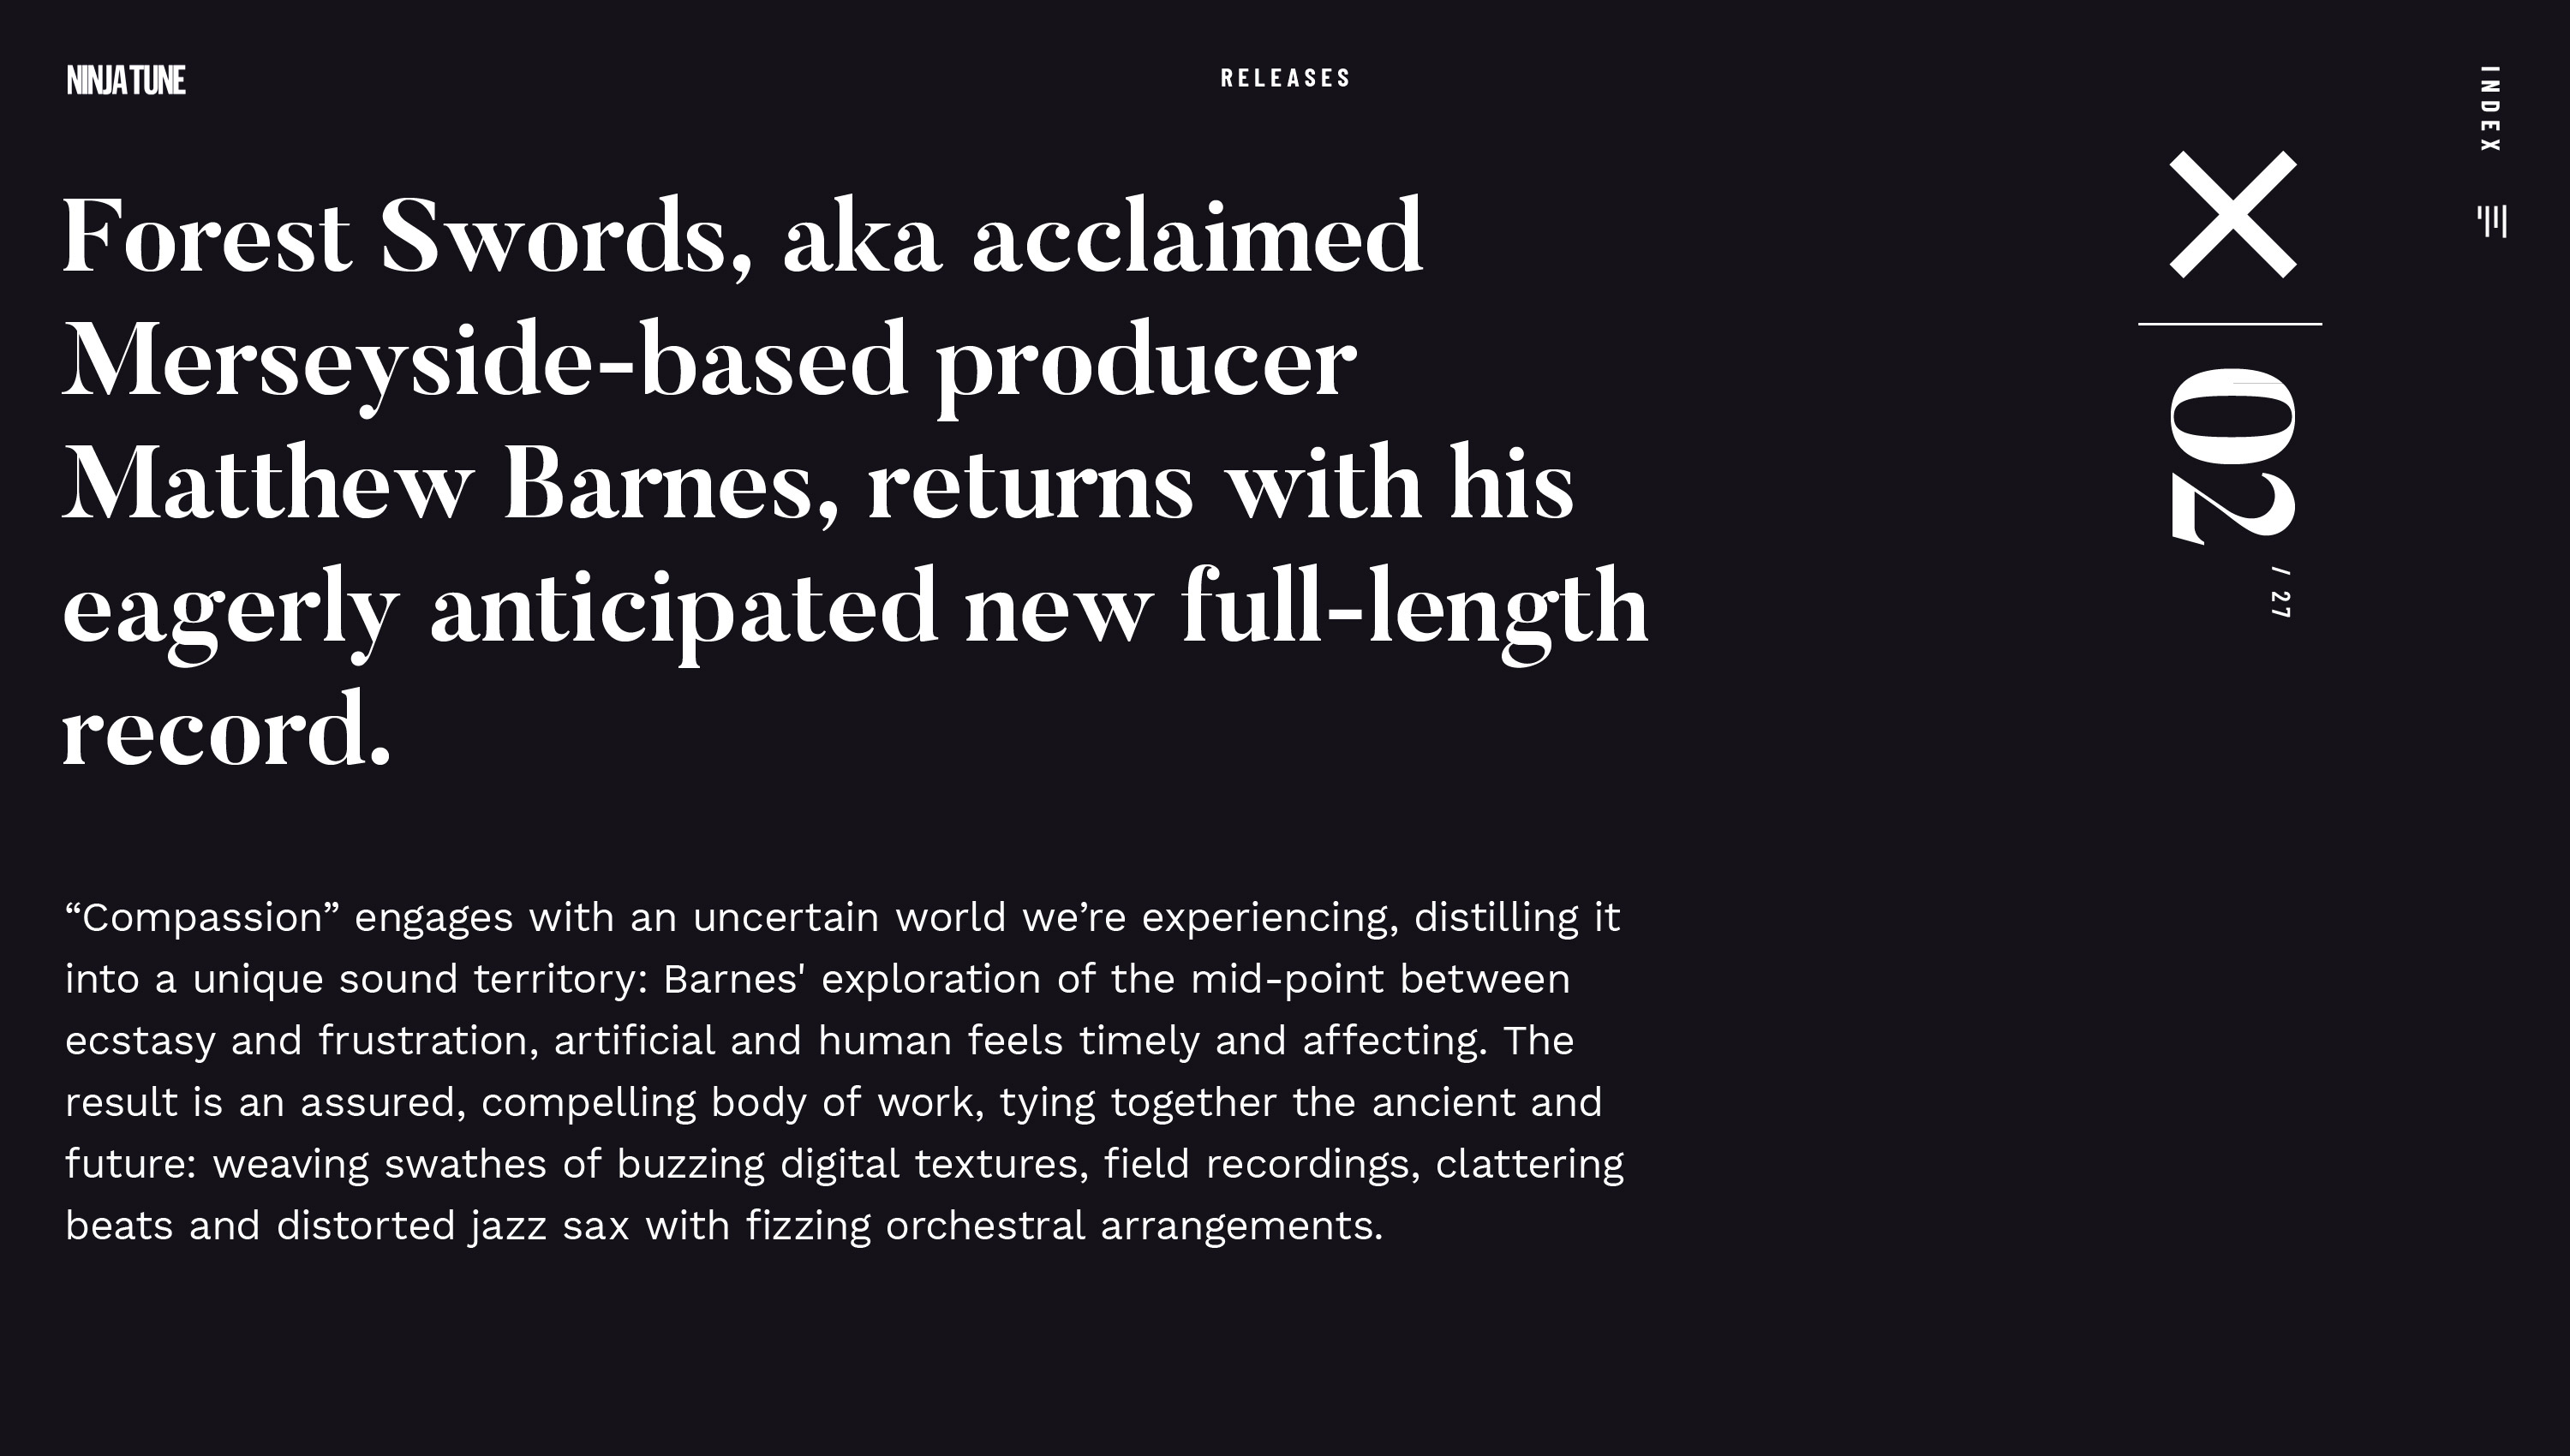 NINJA TUNE
RELEASES
INDEX
Forest Swords, aka acclaimed
Merseyside-based producer
Matthew Barnes, returns with his
eagerly anticipated new full-length
record.
02
/ 27
“Compassion” engages with an uncertain world we’re experiencing, distilling it
into a unique sound territory: Barnes' exploration of the mid-point between
ecstasy and frustration, artificial and human feels timely and affecting. The
result is an assured, compelling body of work, tying together the ancient and
future: weaving swathes of buzzing digital textures, field recordings, clattering
beats and distorted jazz sax with fizzing orchestral arrangements.